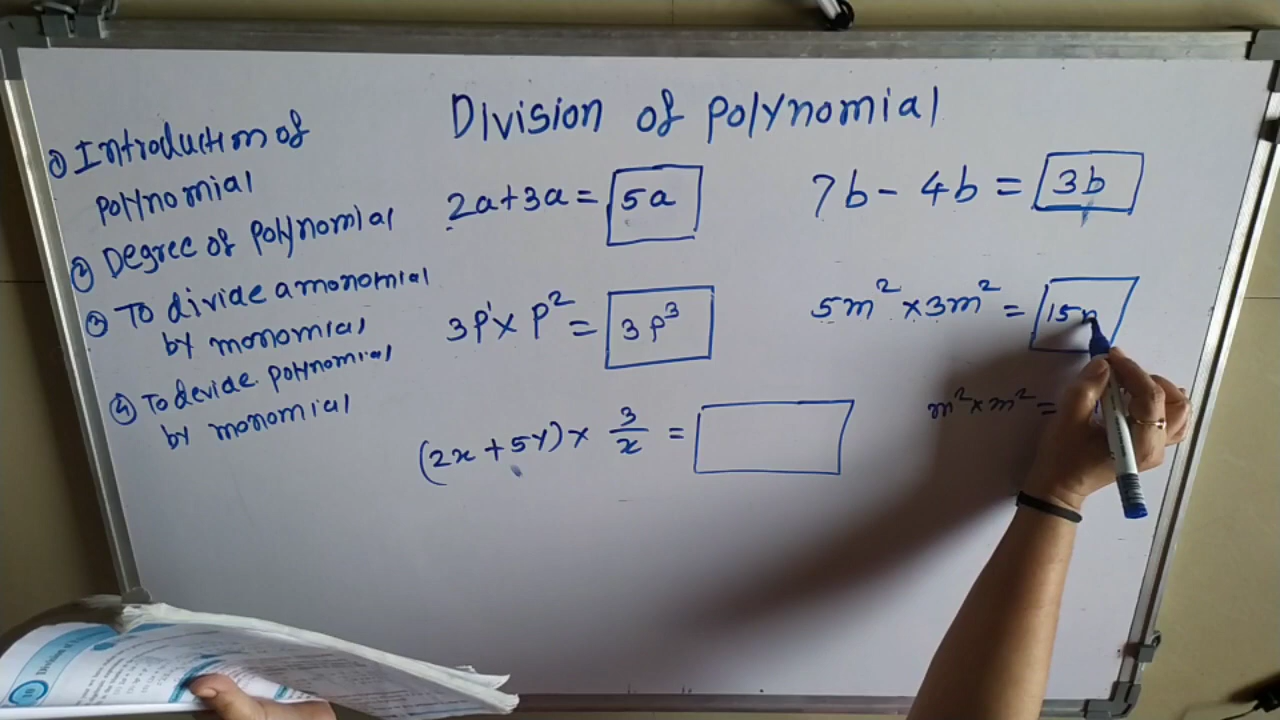 Division of polynomial
① Introduction of
polynomial
② Degree of polynomial
③ To divide a monomial
by monomial
④ To devide polynomial
by monomial
2a+3a = 5a
7b - 4b = 3b
3p¹ × p² = 3p³
5m² × 3m² = 15
m² × m² =
(2x + 5y) × 3/x =
Division